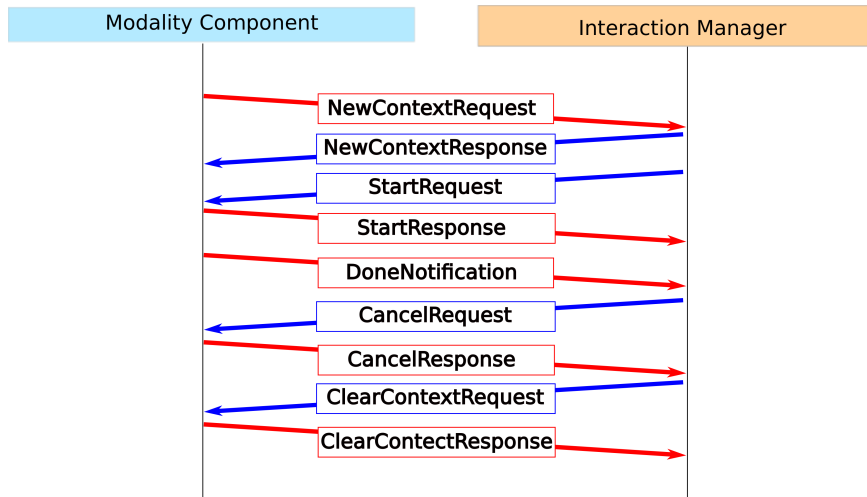 Modality Component
Interaction Manager
NewContextRequest
NewContextResponse
StartRequest
StartResponse
DoneNotification
CancelRequest
CancelResponse
ClearContextRequest
ClearContectResponse